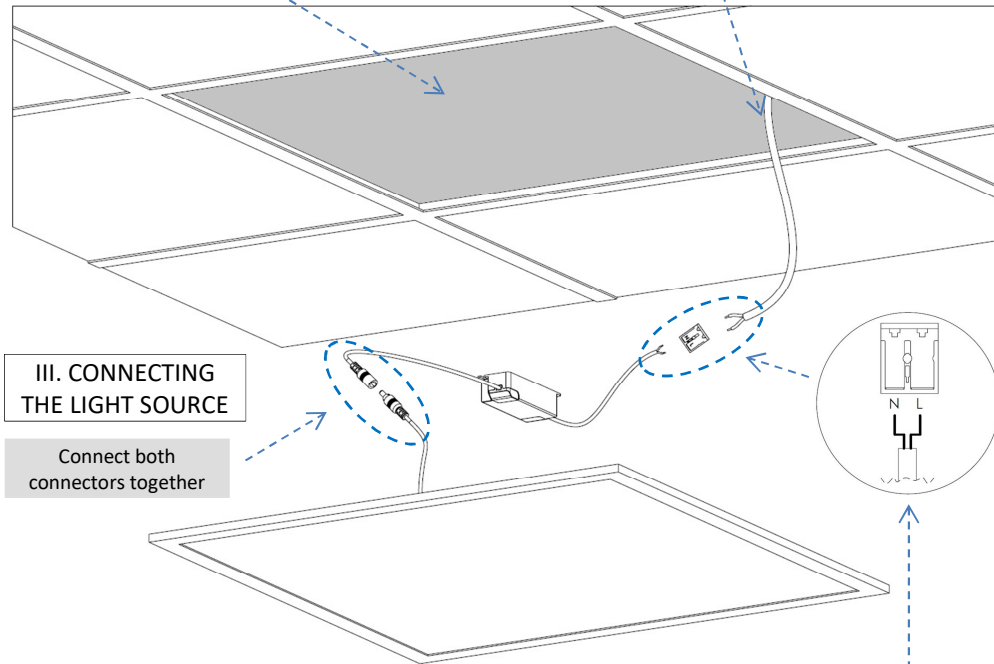 III. CONNECTING
THE LIGHT SOURCE
Connect both
connectors together
N L